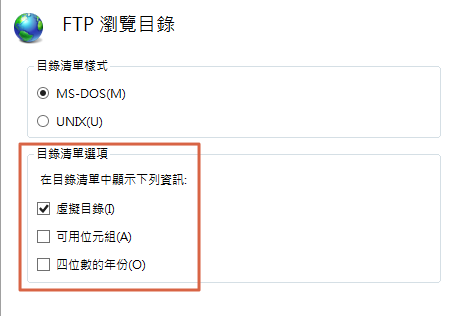 FTP 瀏覽目錄
目錄清單樣式
MS-DOS(M)
UNIX(U)
目錄清單選項
在目錄清單中顯示下列資訊:
虛擬目錄(I)
可用位元組(A)
四位數的年份(O)